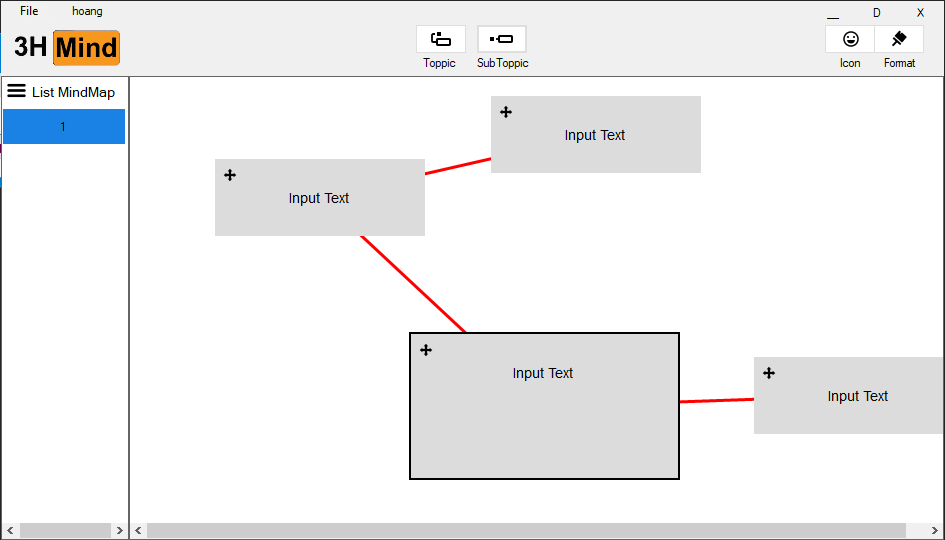 File hoang
__ D X
3H Mind
Toppic SubToppic
Icon Format
List MindMap
1
Input Text
Input Text
Input Text
Input Text